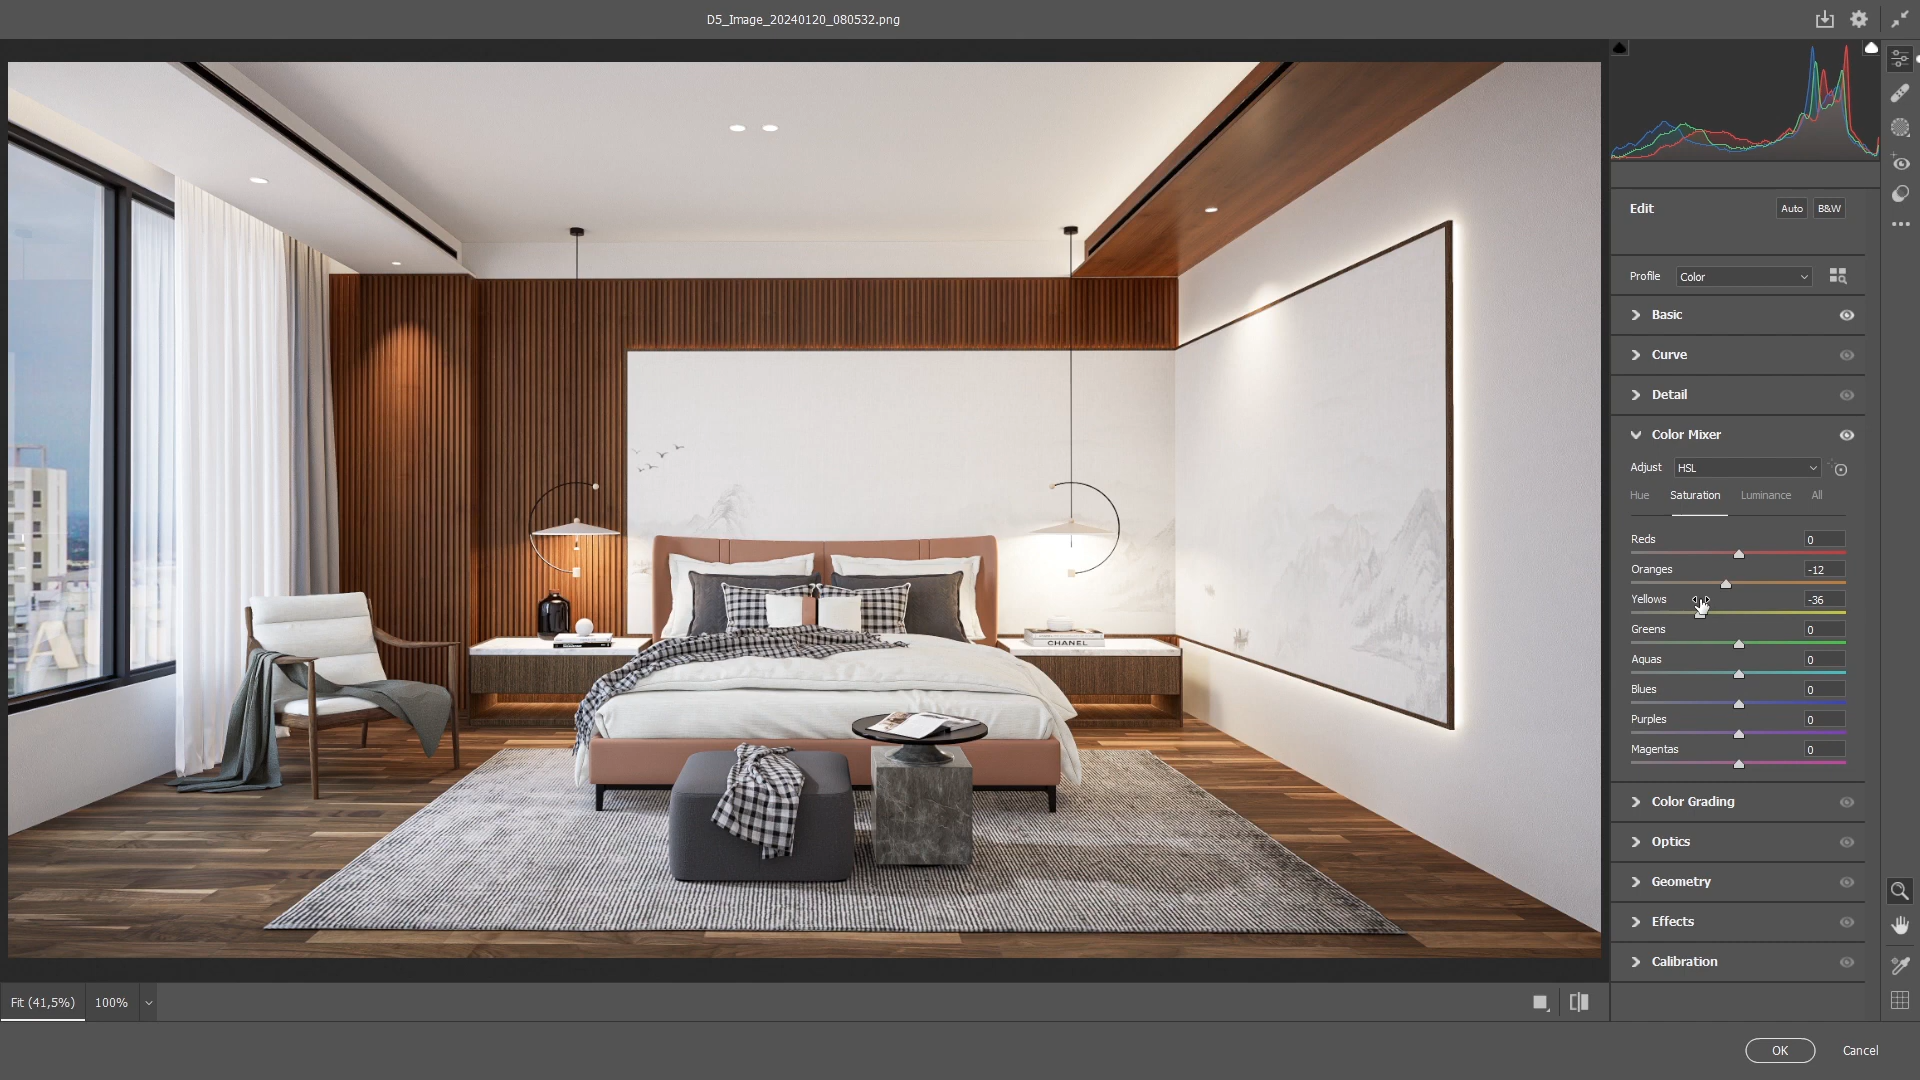 D5_Image_20240120_080532.png
Edit
Auto
B&W
Profile
Color
Basic
Curve
Detail
Color Mixer
Adjust
HSL
Hue
Saturation
Luminance
All
Reds
0
Oranges
-12
Yellows
-36
Greens
0
Aquas
0
Blues
0
Purples
0
Magentas
0
Color Grading
Optics
Geometry
Effects
Calibration
CHANEL
Fit (41,5%)
100%
OK
Cancel